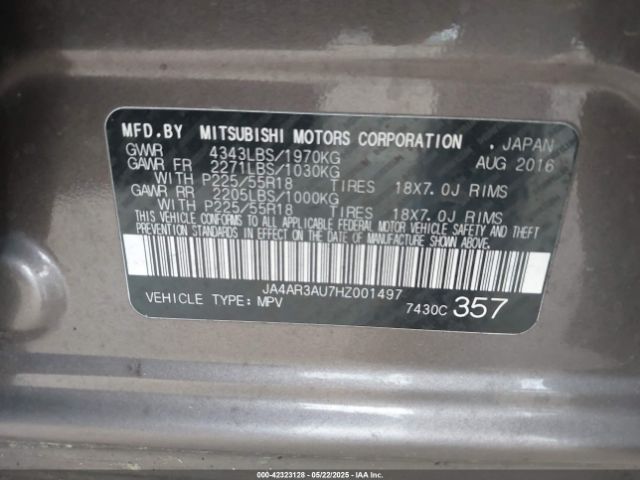 MFD.BY MITSUBISHI MOTORS CORPORATION . JAPAN
GVWR 4343LBS/1970KG AUG 2016
GAWR FR 2271LBS/1030KG
WITH P225/55R18 TIRES 18X7.0J RIMS
GAWR RR 2205LBS/1000KG
WITH P225/55R18 TIRES 18X7.0J RIMS
THIS VEHICLE CONFORMS TO ALL APPLICABLE FEDERAL MOTOR VEHICLE SAFETY AND THEFT
PREVENTION STANDARDS IN EFFECT ON THE DATE OF MANUFACTURE SHOWN ABOVE.
JA4AR3AU7HZ001497
VEHICLE TYPE: MPV 7430C 357
000-42323128 - 05/22/2025 - IAAI.COM